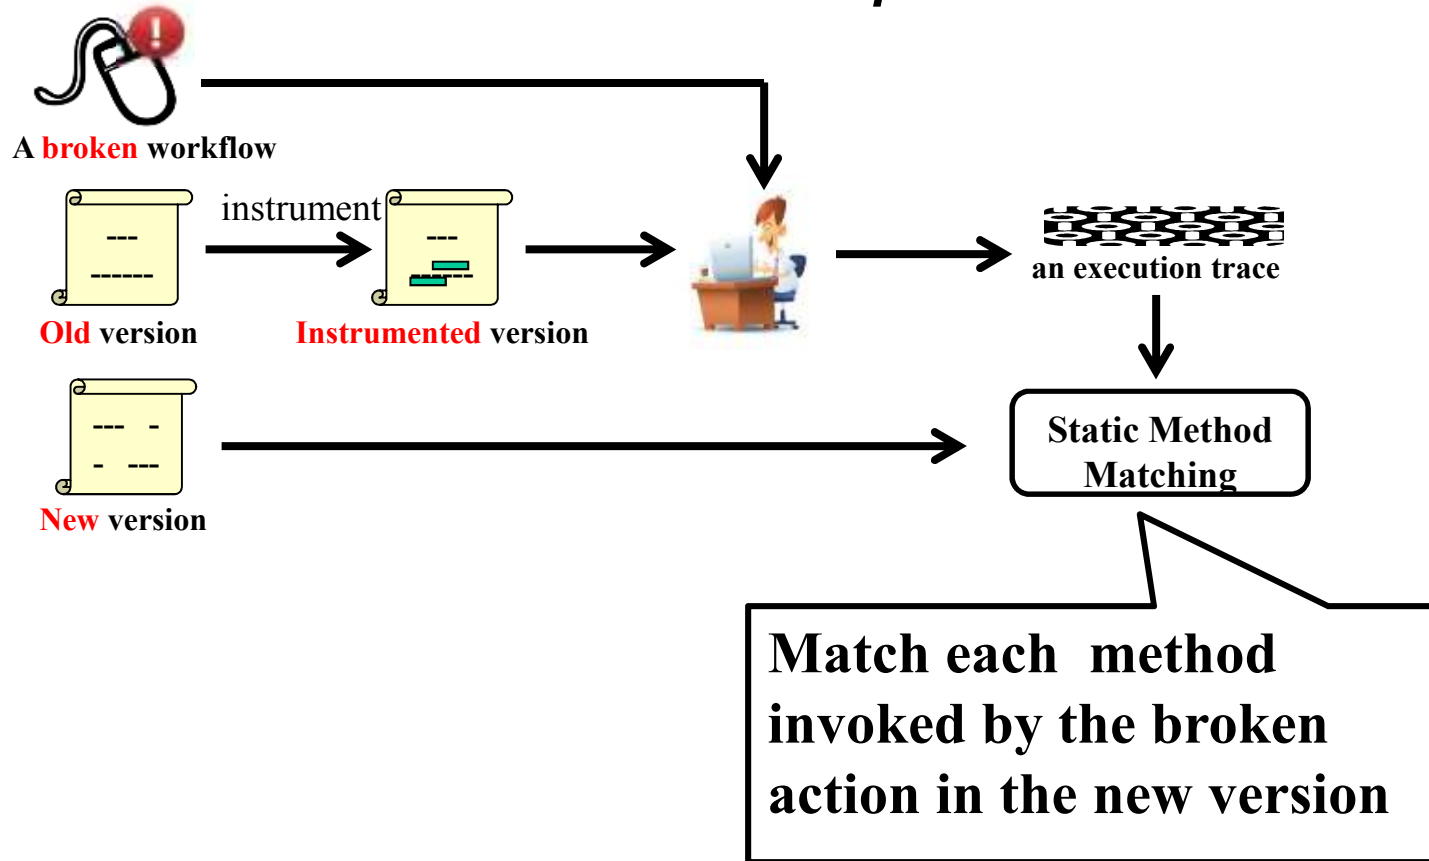 A broken workflow
instrument
Old version
Instrumented version
an execution trace
New version
Static Method
Matching
Match each method
invoked by the broken
action in the new version